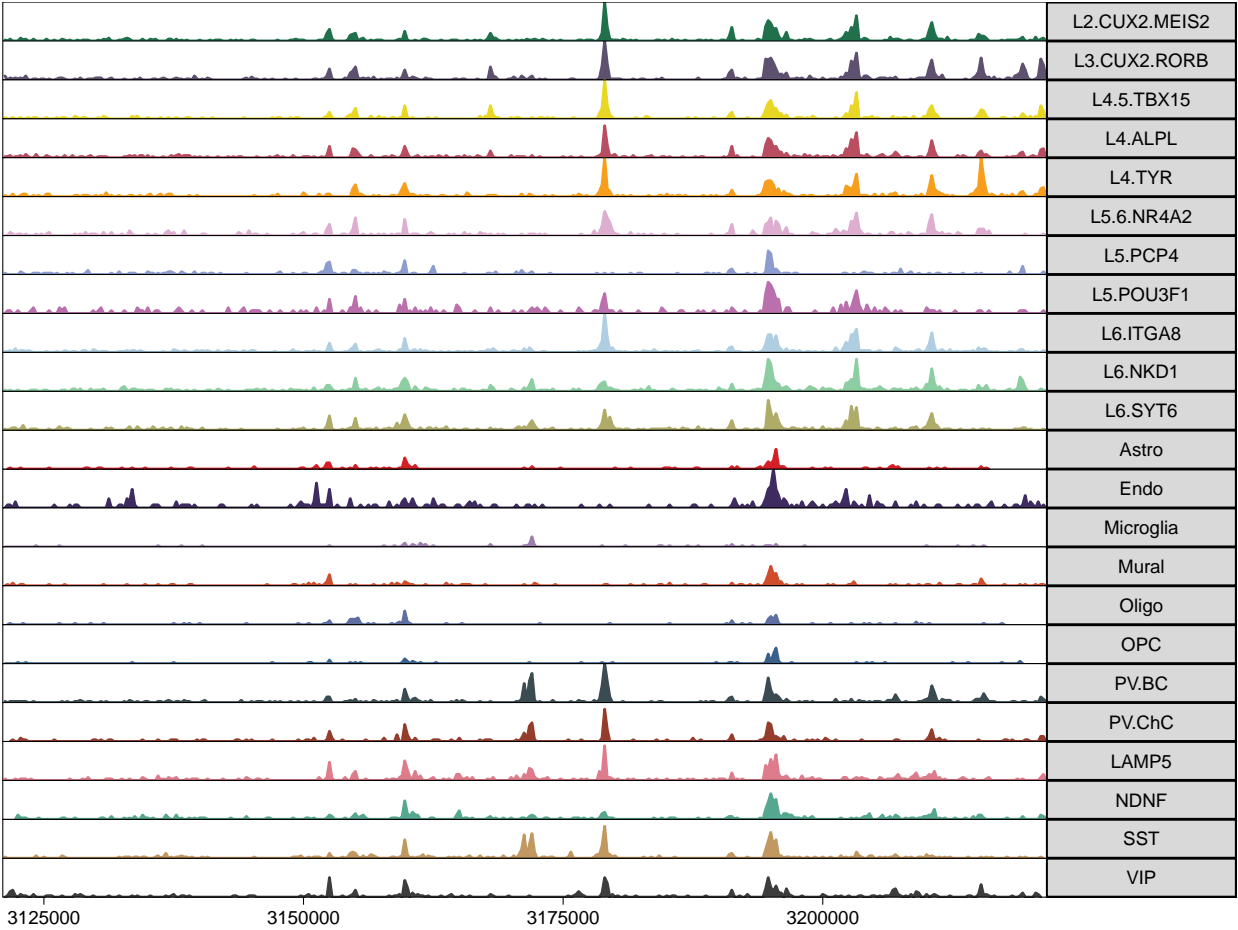 L2.CUX2.MEIS2
L3.CUX2.RORB
L4.5.TBX15
L4.ALPL
L4.TYR
L5.6.NR4A2
L5.PCP4
L5.POU3F1
L6.ITGA8
L6.NKD1
L6.SYT6
Astro
Endo
Microglia
Mural
Oligo
OPC
PV.BC
PV.ChC
LAMP5
NDNF
SST
VIP
3125000 3150000 3175000 3200000